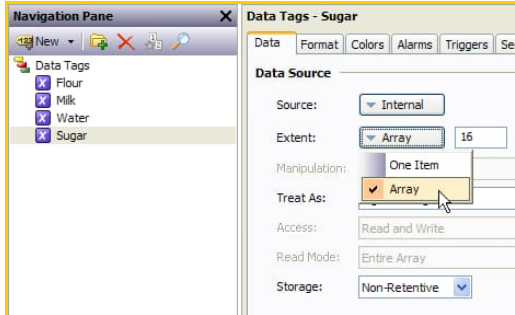 Navigation Pane X
New
Data Tags
Flour
Milk
Water
Sugar
Data Tags - Sugar
Data Format Colors Alarms Triggers
Data Source
Source: Internal
Extent: Array 16
One Item
Array
Manipulation:
Treat As:
Access: Read and Write
Read Mode: Entire Array
Storage: Non-Retentive